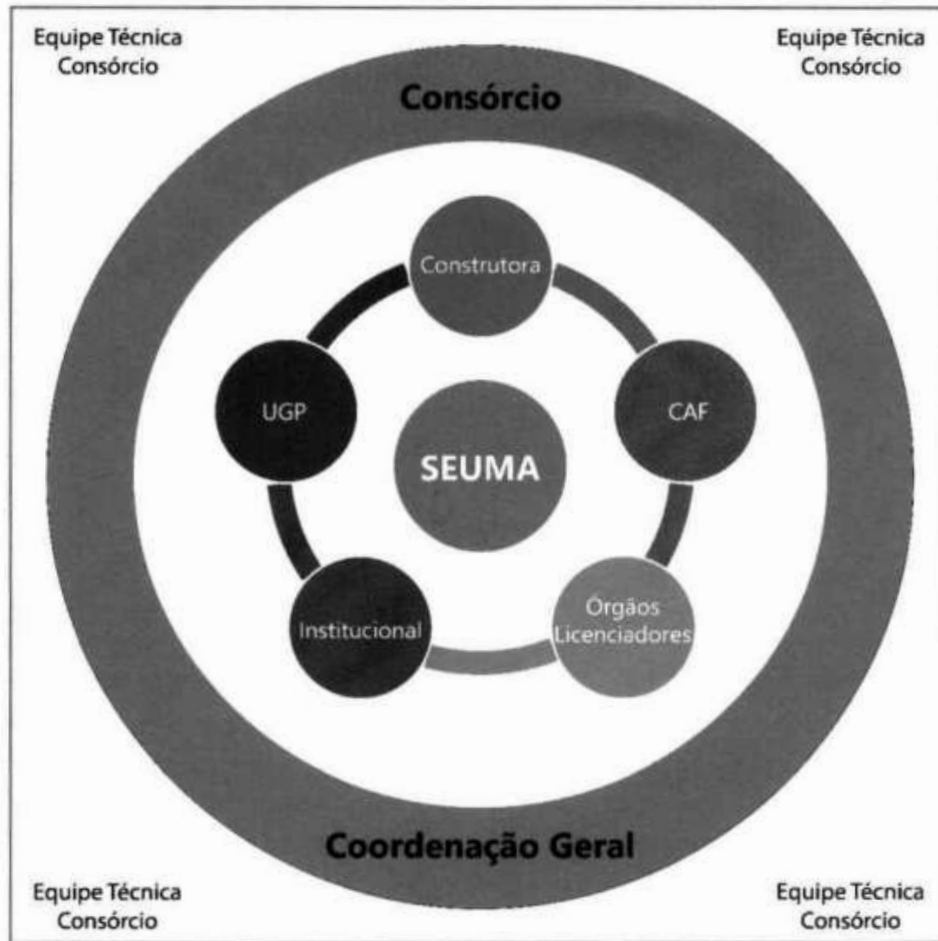 Equipe Técnica
Consórcio
Equipe Técnica
Consórcio
Consórcio
Construtora
UGP
CAF
SEUMA
Institucional
Órgãos
Licenciadores
Coordenação Geral
Equipe Técnica
Consórcio
Equipe Técnica
Consórcio